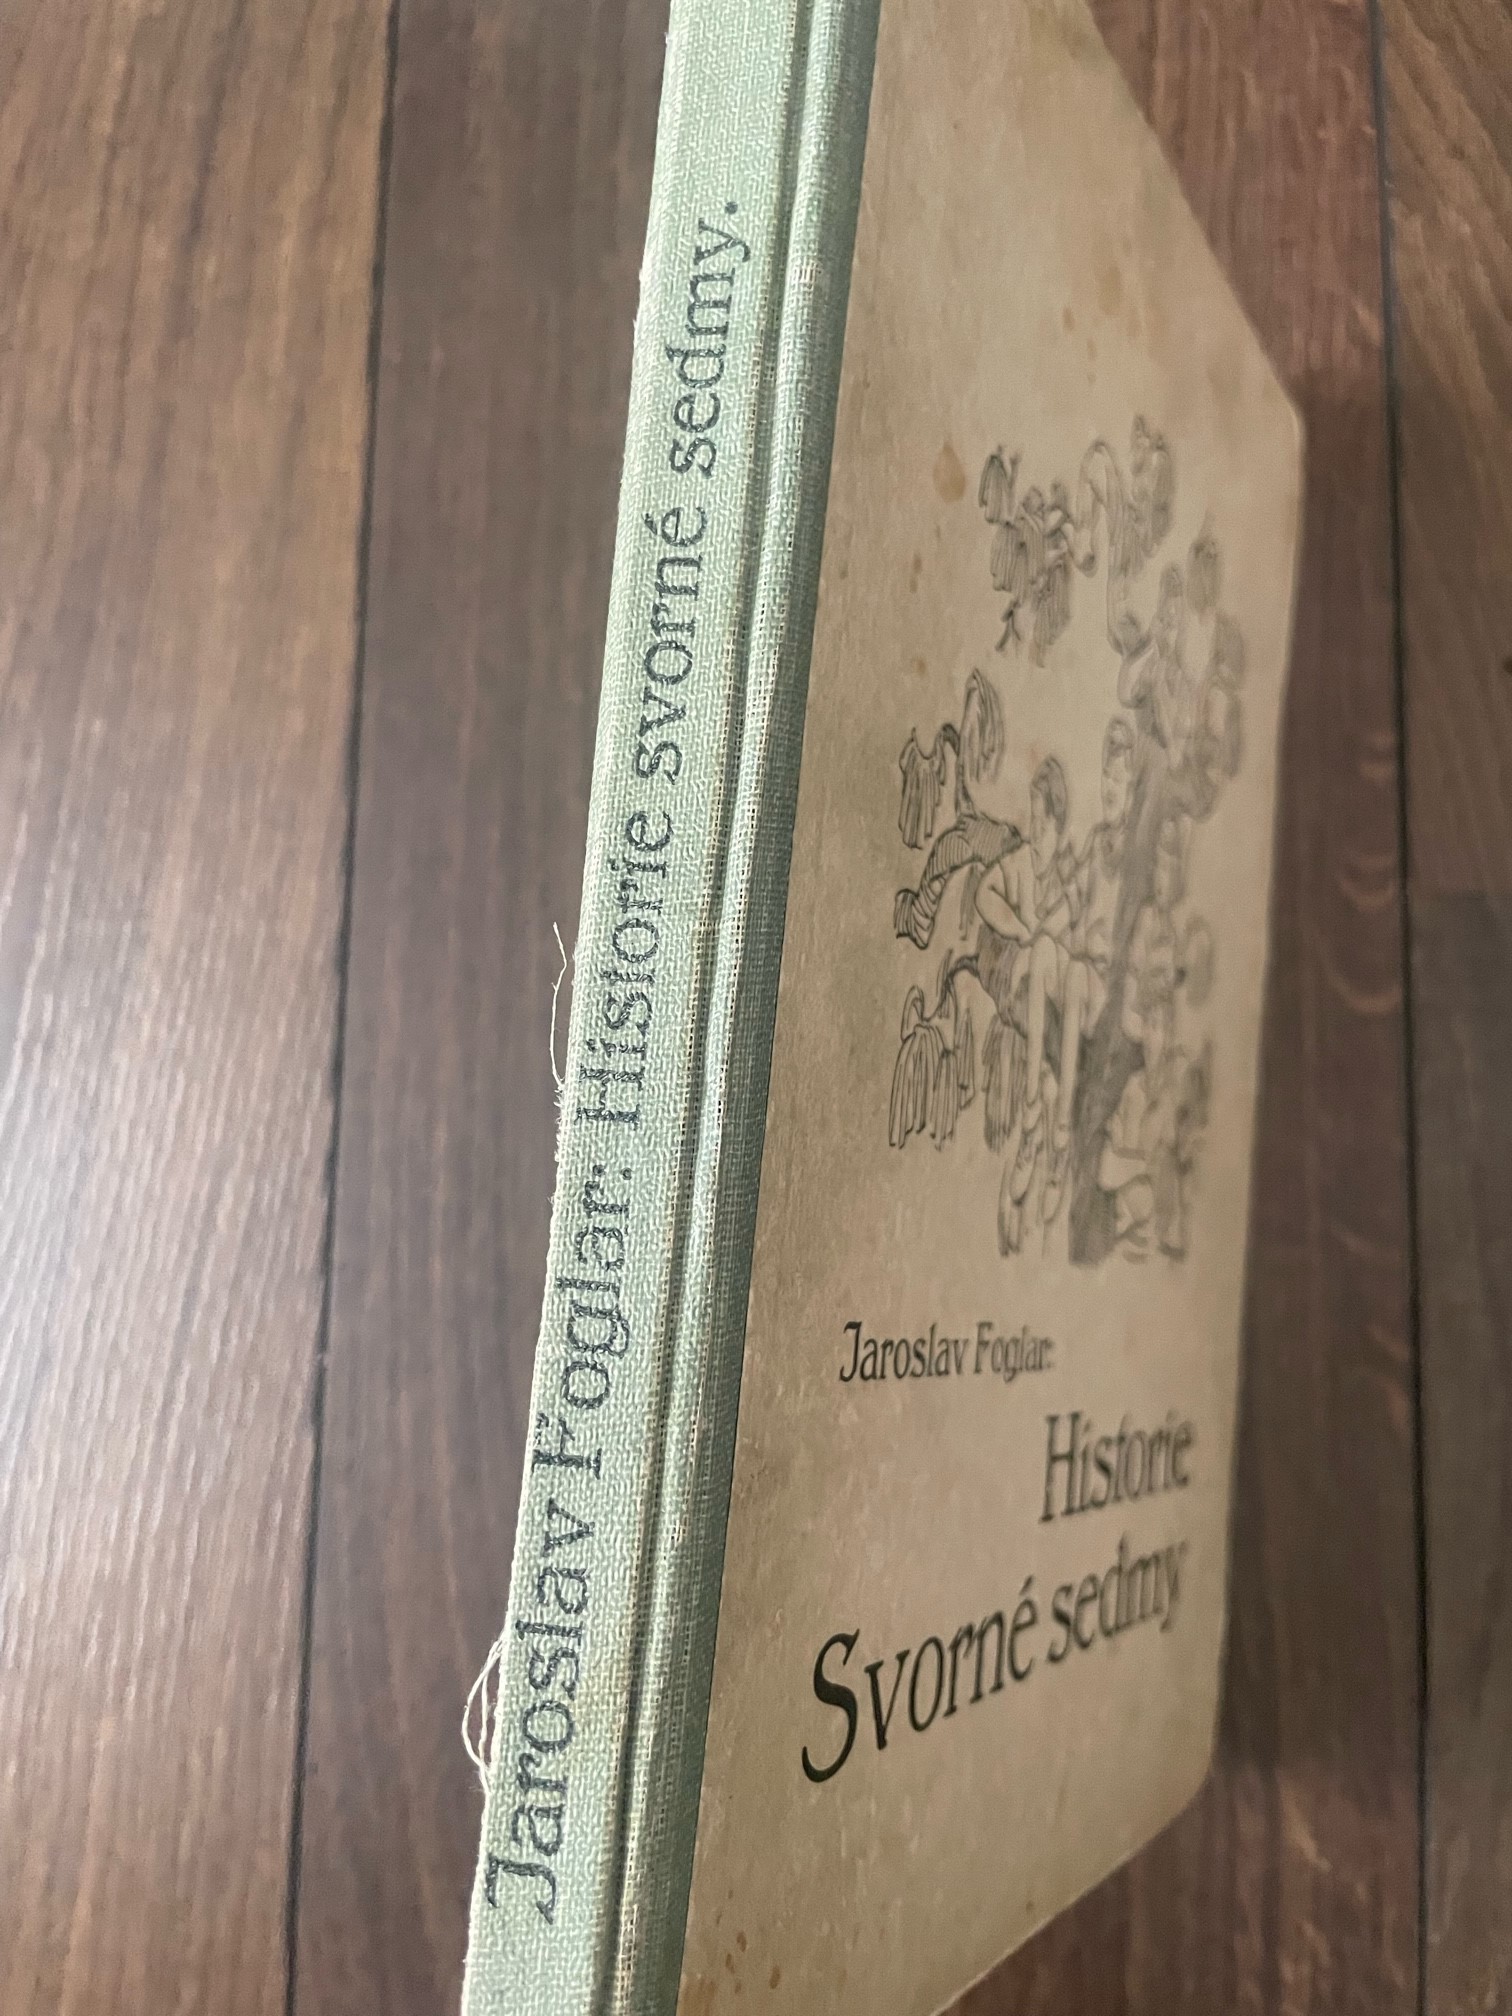 Jaroslav Foglar: Historie svorné sedmy.
Jaroslav Foglar:
Historie
Svorné sedmy